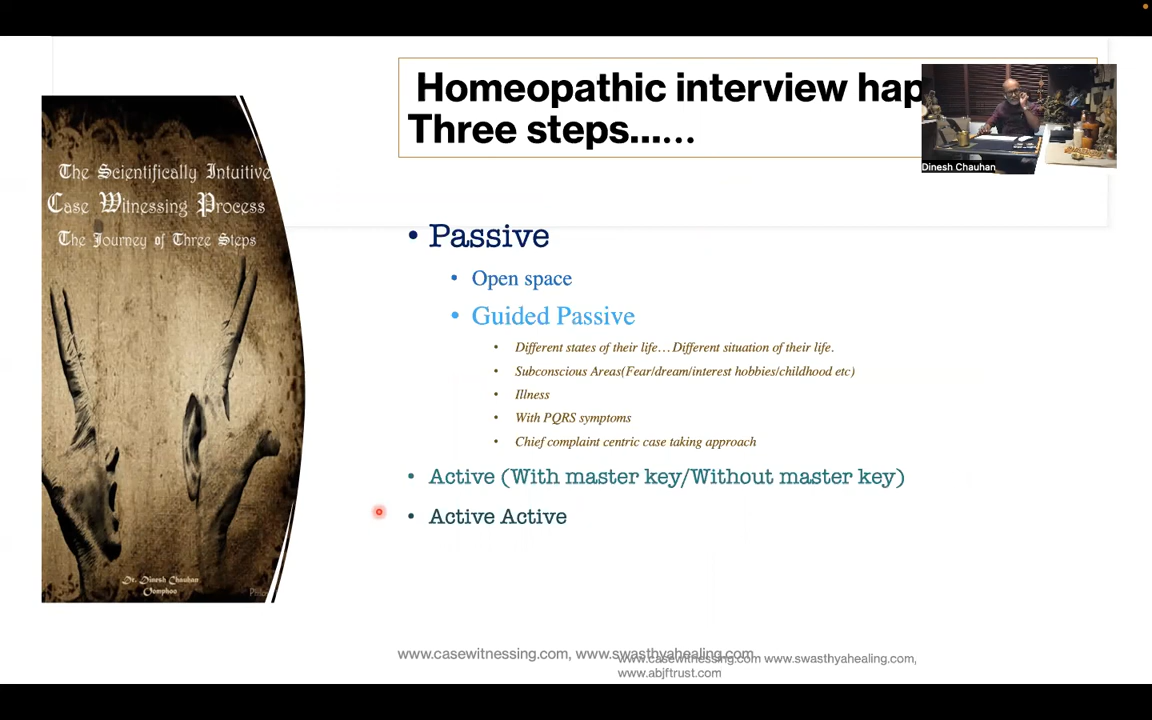 Homeopathic interview hap
Three steps...…
Dinesh Chauhan
The Scientifically Intuitive
Case Witnessing Process
The Journey of Three Steps
Dr. Dinesh Chauhan
• Passive
• Open space
• Guided Passive
• Different states of their life…Different situation of their life.
• Subconscious Areas(Fear/dream/interest hobbies/childhood etc)
• Illness
• With PQRS symptoms
• Chief complaint centric case taking approach
• Active (With master key/Without master key)
• Active Active
www.casewitnessing.com, www.swasthyahealing.com
www.casewitnessing.com www.swasthyahealing.com,
www.abjftrust.com